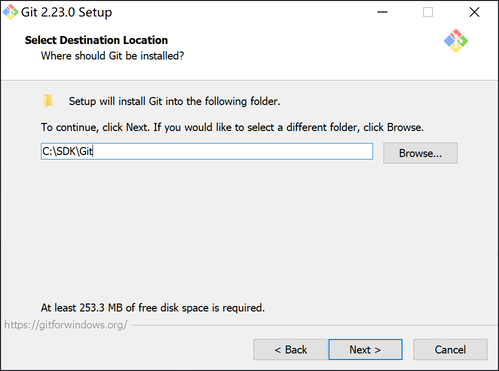 Git 2.23.0 Setup
Select Destination Location
Where should Git be installed?
Setup will install Git into the following folder.
To continue, click Next. If you would like to select a different folder, click Browse.
C:\SDK\Git
Browse...
At least 253.3 MB of free disk space is required.
https://gitforwindows.org/
< Back
Next >
Cancel